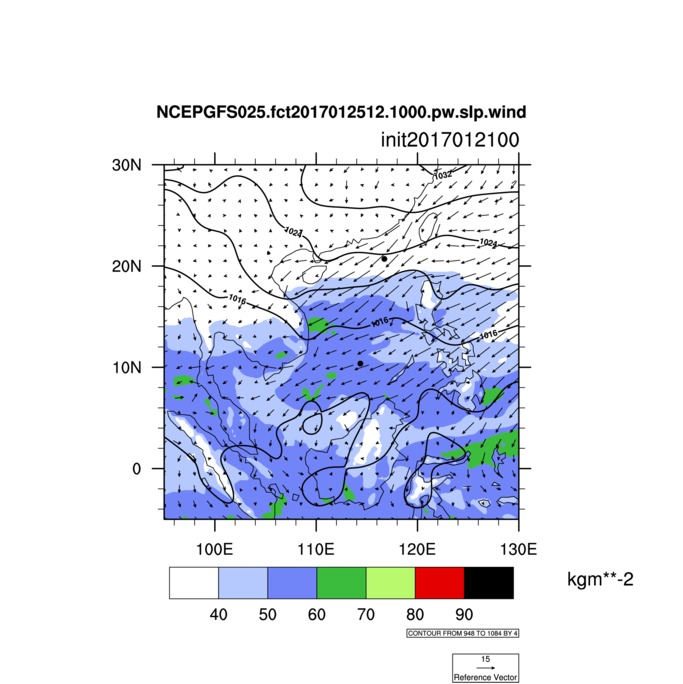 NCEPGFS025.fct2017012512.1000.pw.slp.wind
init2017012100
30N
1032
1024
1024
20N
1016
1016
1016
10N
0
100E 110E 120E 130E
kgm**-2
40 50 60 70 80 90
CONTOUR FROM 948 TO 1084 BY 4
15
Reference Vector